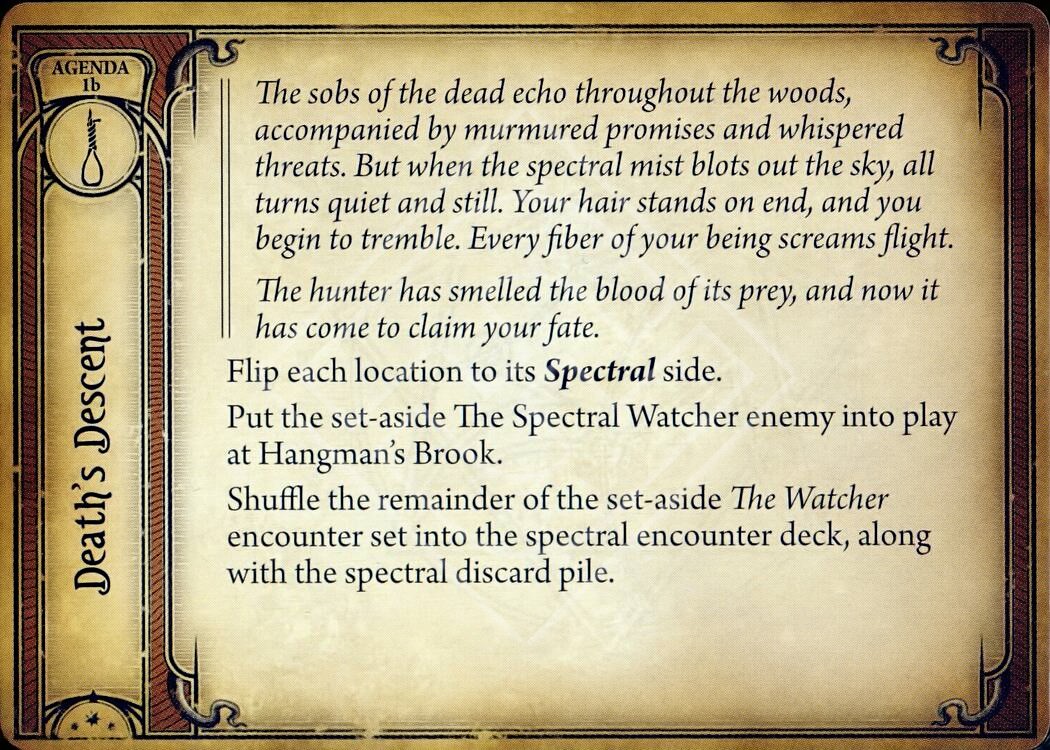 AGENDA
1b
Death's Descent
The sobs of the dead echo throughout the woods,
accompanied by murmured promises and whispered
threats. But when the spectral mist blots out the sky, all
turns quiet and still. Your hair stands on end, and you
begin to tremble. Every fiber of your being screams flight.
The hunter has smelled the blood of its prey, and now it
has come to claim your fate.
Flip each location to its Spectral side.
Put the set-aside The Spectral Watcher enemy into play
at Hangman's Brook.
Shuffle the remainder of the set-aside The Watcher
encounter set into the spectral encounter deck, along
with the spectral discard pile.